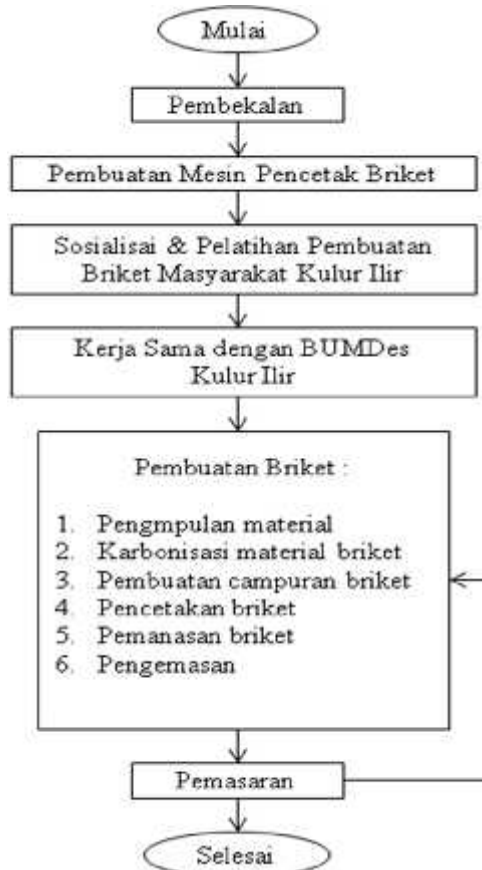 Mulai
Pembekalan
Pembuatan Mesin Pencetak Briket
Sosialisai & Pelatihan Pembuatan
Briket Masyarakat Kulur Ilir
Kerja Sama dengan BUMDes
Kulur Ilir
Pembuatan Briket :
1. Pengmpulan material
2. Karbonisasi material briket
3. Pembuatan campuran briket
4. Pencetakan briket
5. Pemanasan briket
6. Pengemasan
Pemasaran
Selesai